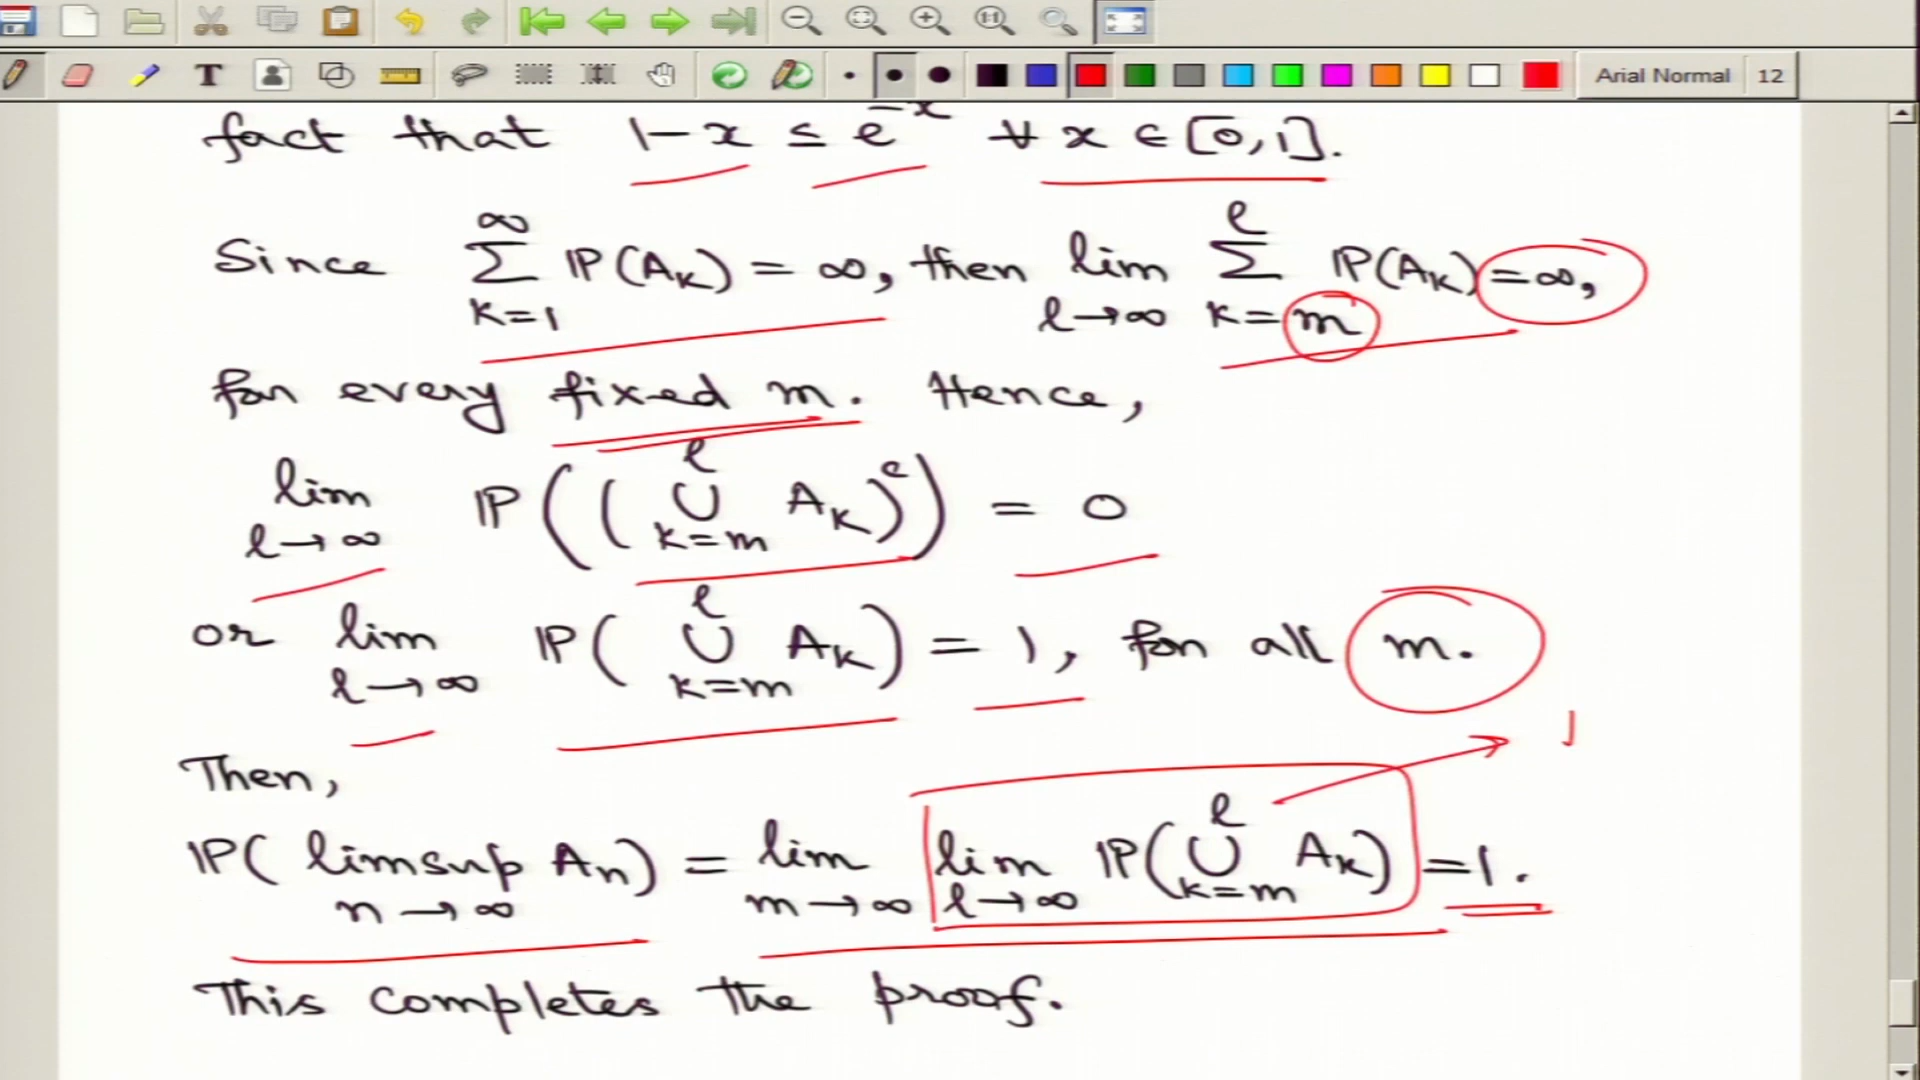 Arial Normal 12
fact that 1-x ≤ e^{-x} ∀ x ∈ [0,1].
Since ∑_{k=1}^{∞} ℙ(A_k) = ∞, then lim_{l→∞} ∑_{k=m}^{l} ℙ(A_k) = ∞,
for every fixed m. Hence,
lim_{l→∞} ℙ((∪_{k=m}^{l} A_k)^c) = 0
or lim_{l→∞} ℙ(∪_{k=m}^{l} A_k) = 1, for all m.
1
Then,
ℙ(limsup_{n→∞} A_n) = lim_{m→∞} lim_{l→∞} ℙ(∪_{k=m}^{l} A_k) = 1.
This completes the proof.